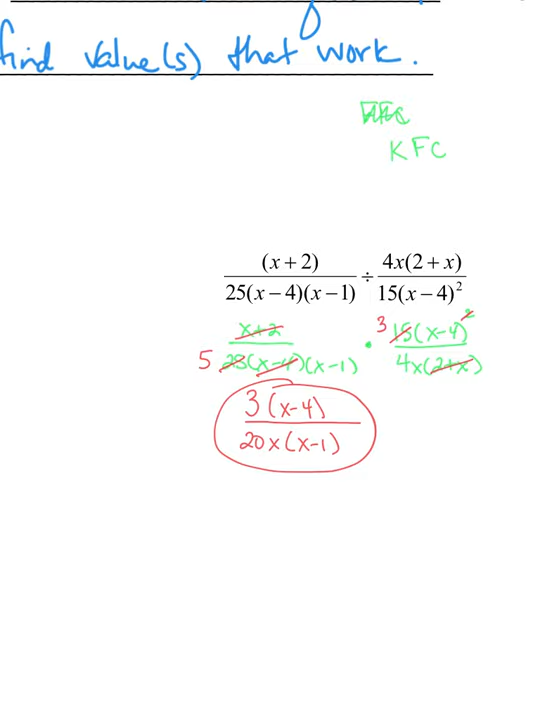 find value(s) that work.
KFC
(x + 2) / 25(x − 4)(x − 1) ÷ 4x(2 + x) / 15(x − 4)²
x+2 / 5 25(x-4)(x-1) · 3 15(x-4)² / 4x(2+x)
3(x-4) / 20x(x-1)